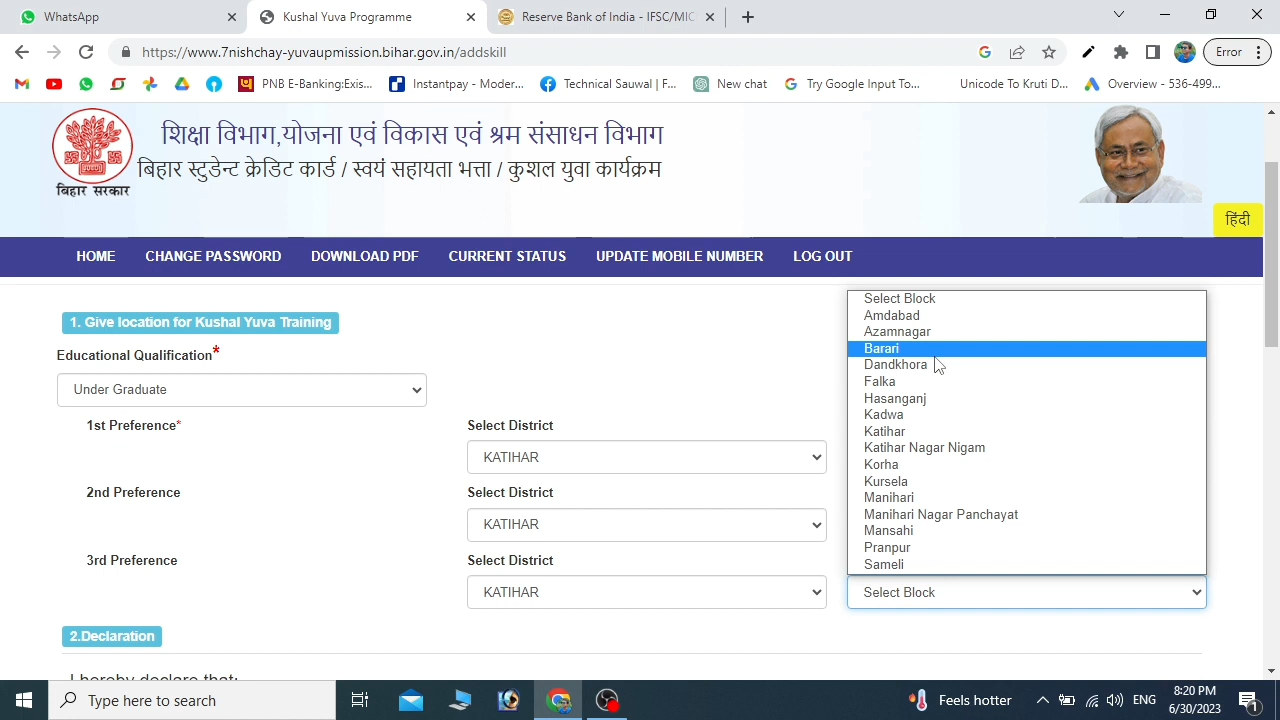 WhatsApp
Kushal Yuva Programme
Reserve Bank of India - IFSC/MIC
https://www.7nishchay-yuvaupmission.bihar.gov.in/addskill
Error
PNB E-Banking:Exis...
Instantpay - Moder...
Technical Sauwal | F...
New chat
Try Google Input To...
Unicode To Kruti D...
Overview - 536-499...
शिक्षा विभाग,योजना एवं विकास एवं श्रम संसाधन विभाग
बिहार स्टुडेन्ट क्रेडिट कार्ड / स्वयं सहायता भत्ता / कुशल युवा कार्यक्रम
बिहार सरकार
हिंदी
HOME
CHANGE PASSWORD
DOWNLOAD PDF
CURRENT STATUS
UPDATE MOBILE NUMBER
LOG OUT
1. Give location for Kushal Yuva Training
Educational Qualification*
Under Graduate
1st Preference*
Select District
KATIHAR
2nd Preference
Select District
KATIHAR
3rd Preference
Select District
KATIHAR
Select Block
Amdabad
Azamnagar
Barari
Dandkhora
Falka
Hasanganj
Kadwa
Katihar
Katihar Nagar Nigam
Korha
Kursela
Manihari
Manihari Nagar Panchayat
Mansahi
Pranpur
Sameli
Select Block
2.Declaration
I hereby declare that:
Type here to search
Feels hotter
ENG
8:20 PM
6/30/2023
1